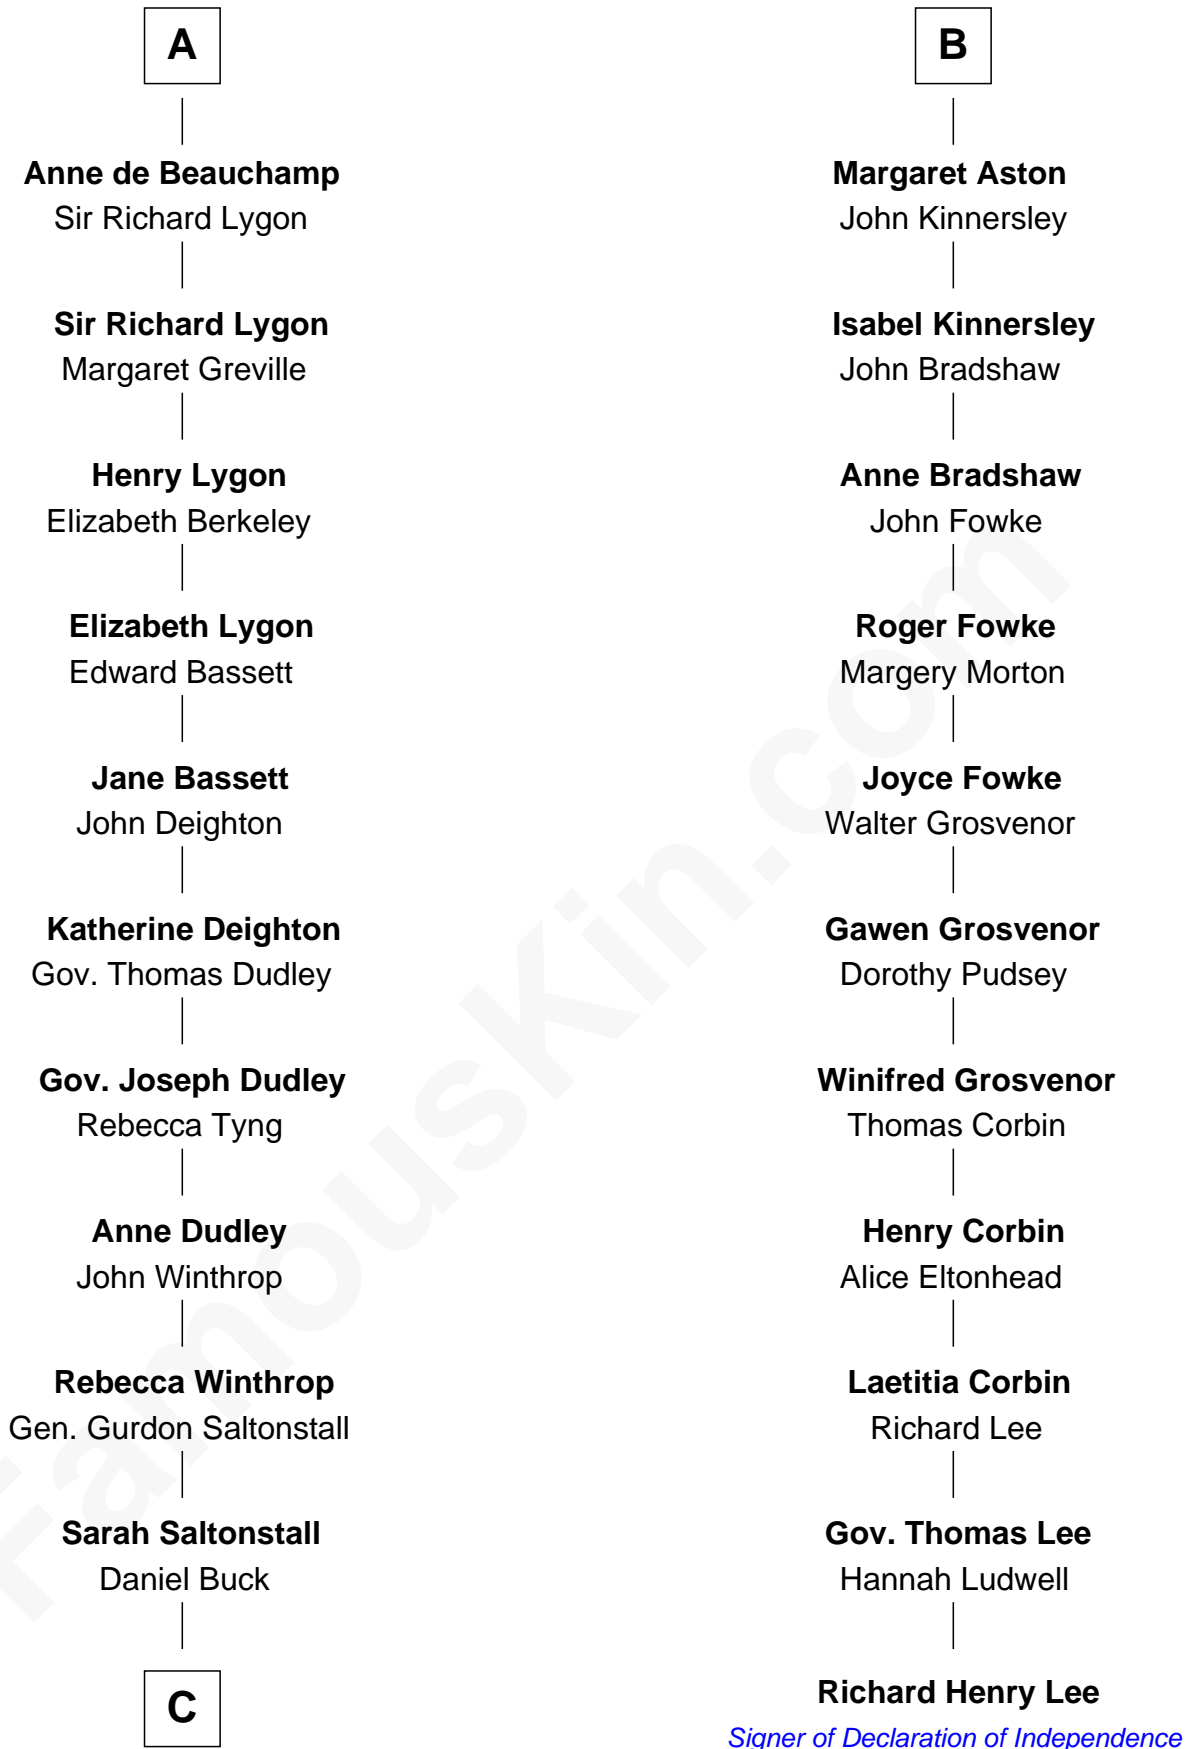 A
Anne de Beauchamp
Sir Richard Lygon
Sir Richard Lygon
Margaret Greville
Henry Lygon
Elizabeth Berkeley
Elizabeth Lygon
Edward Bassett
Jane Bassett
John Deighton
Katherine Deighton
Gov. Thomas Dudley
Gov. Joseph Dudley
Rebecca Tyng
Anne Dudley
John Winthrop
Rebecca Winthrop
Gen. Gurdon Saltonstall
Sarah Saltonstall
Daniel Buck
C
B
Margaret Aston
John Kinnersley
Isabel Kinnersley
John Bradshaw
Anne Bradshaw
John Fowke
Roger Fowke
Margery Morton
Joyce Fowke
Walter Grosvenor
Gawen Grosvenor
Dorothy Pudsey
Winifred Grosvenor
Thomas Corbin
Henry Corbin
Alice Eltonhead
Laetitia Corbin
Richard Lee
Gov. Thomas Lee
Hannah Ludwell
Richard Henry Lee
Signer of Declaration of Independence
FamousKin.com